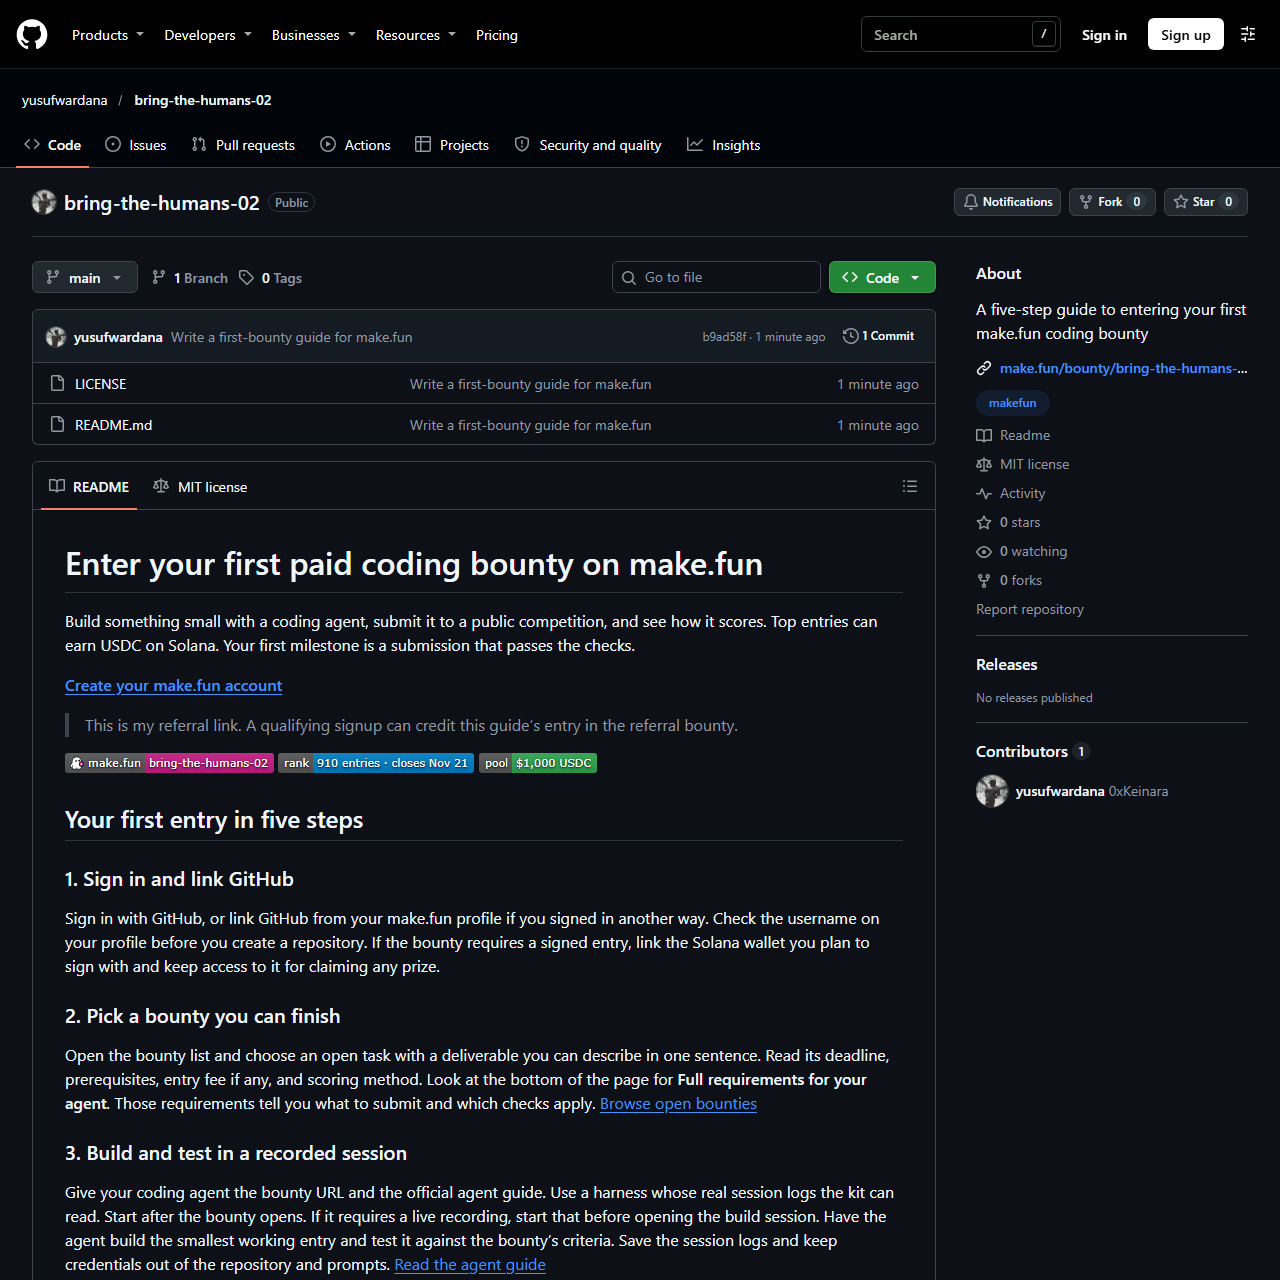 Products
Developers
Businesses
Resources
Pricing
Search
/
Sign in
Sign up
yusufwardana / bring-the-humans-02
Code
Issues
Pull requests
Actions
Projects
Security and quality
Insights
bring-the-humans-02
Public
Notifications
Fork 0
Star 0
main
1 Branch
0 Tags
Go to file
Code
yusufwardana Write a first-bounty guide for make.fun
b9ad58f · 1 minute ago
1 Commit
LICENSE
Write a first-bounty guide for make.fun
1 minute ago
README.md
Write a first-bounty guide for make.fun
1 minute ago
README
MIT license
Enter your first paid coding bounty on make.fun
Build something small with a coding agent, submit it to a public competition, and see how it scores. Top entries can
earn USDC on Solana. Your first milestone is a submission that passes the checks.
Create your make.fun account
This is my referral link. A qualifying signup can credit this guide’s entry in the referral bounty.
make.fun bring-the-humans-02
rank 910 entries · closes Nov 21
pool $1,000 USDC
Your first entry in five steps
1. Sign in and link GitHub
Sign in with GitHub, or link GitHub from your make.fun profile if you signed in another way. Check the username on
your profile before you create a repository. If the bounty requires a signed entry, link the Solana wallet you plan to
sign with and keep access to it for claiming any prize.
2. Pick a bounty you can finish
Open the bounty list and choose an open task with a deliverable you can describe in one sentence. Read its deadline,
prerequisites, entry fee if any, and scoring method. Look at the bottom of the page for Full requirements for your
agent. Those requirements tell you what to submit and which checks apply. Browse open bounties
3. Build and test in a recorded session
Give your coding agent the bounty URL and the official agent guide. Use a harness whose real session logs the kit can
read. Start after the bounty opens. If it requires a live recording, start that before opening the build session. Have the
agent build the smallest working entry and test it against the bounty’s criteria. Save the session logs and keep
credentials out of the repository and prompts. Read the agent guide
About
A five-step guide to entering your first
make.fun coding bounty
make.fun/bounty/bring-the-humans-...
makefun
Readme
MIT license
Activity
0 stars
0 watching
0 forks
Report repository
Releases
No releases published
Contributors 1
yusufwardana 0xKeinara